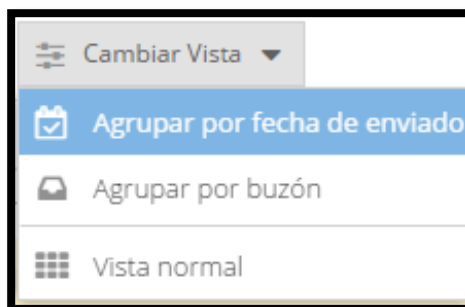 Cambiar Vista
Agrupar por fecha de enviado
Agrupar por buzón
Vista normal